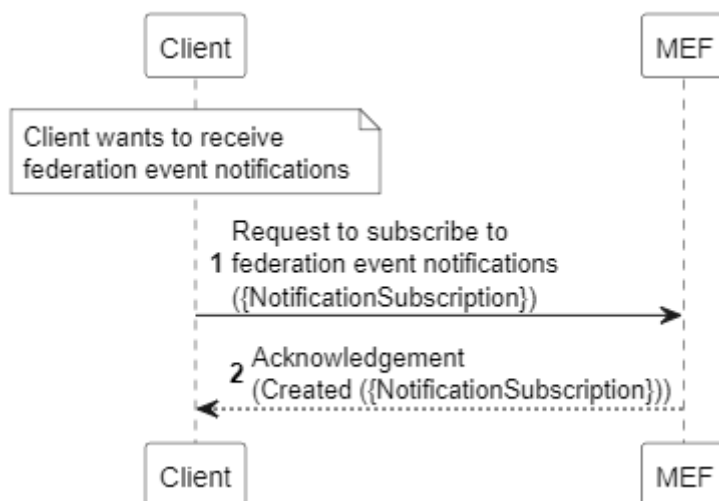 Client
MEF
Client wants to receive
federation event notifications
Request to subscribe to
1 federation event notifications
({NotificationSubscription})
2 Acknowledgement
(Created ({NotificationSubscription}))
Client
MEF